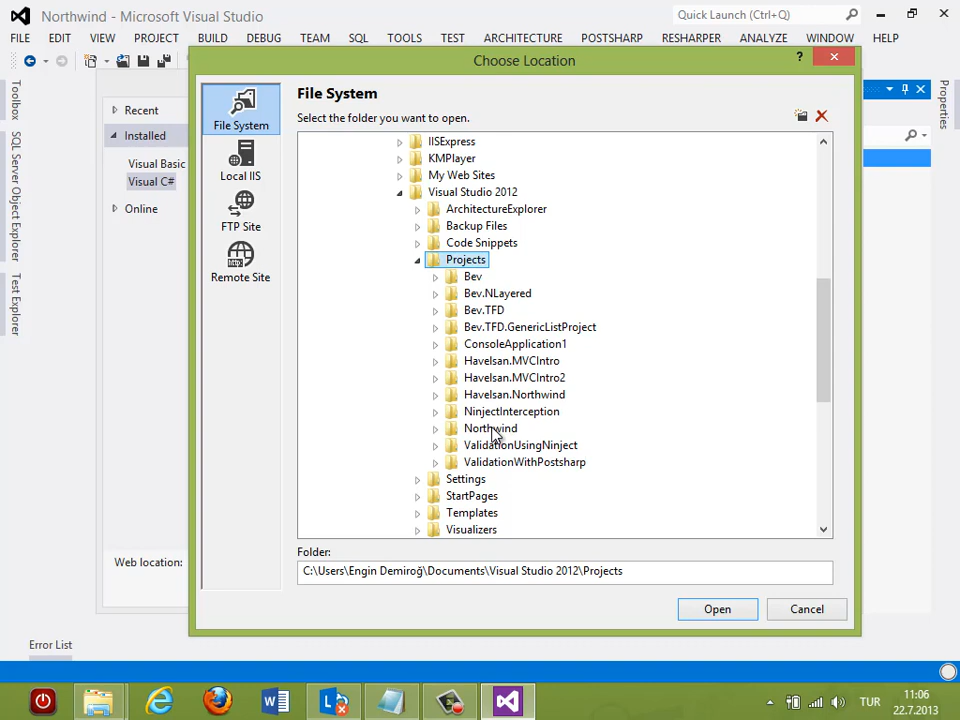 Northwind - Microsoft Visual Studio
Quick Launch (Ctrl+Q)
FILE EDIT VIEW PROJECT BUILD DEBUG TEAM SQL TOOLS TEST ARCHITECTURE POSTSHARP RESHARPER ANALYZE WINDOW HELP
Toolbox
SQL Server Object Explorer
Test Explorer
Properties
Recent
Installed
Visual Basic
Visual C#
Online
Web location:
Error List
Choose Location
?
File System
Local IIS
FTP Site
Remote Site
File System
Select the folder you want to open.
IISExpress
KMPlayer
My Web Sites
Visual Studio 2012
ArchitectureExplorer
Backup Files
Code Snippets
Projects
Bev
Bev.NLayered
Bev.TFD
Bev.TFD.GenericListProject
ConsoleApplication1
Havelsan.MVCIntro
Havelsan.MVCIntro2
Havelsan.Northwind
NinjectInterception
Northwind
ValidationUsingNinject
ValidationWithPostsharp
Settings
StartPages
Templates
Visualizers
Folder:
C:\Users\Engin Demiroğ\Documents\Visual Studio 2012\Projects
Open Cancel
TUR
11:06
22.7.2013